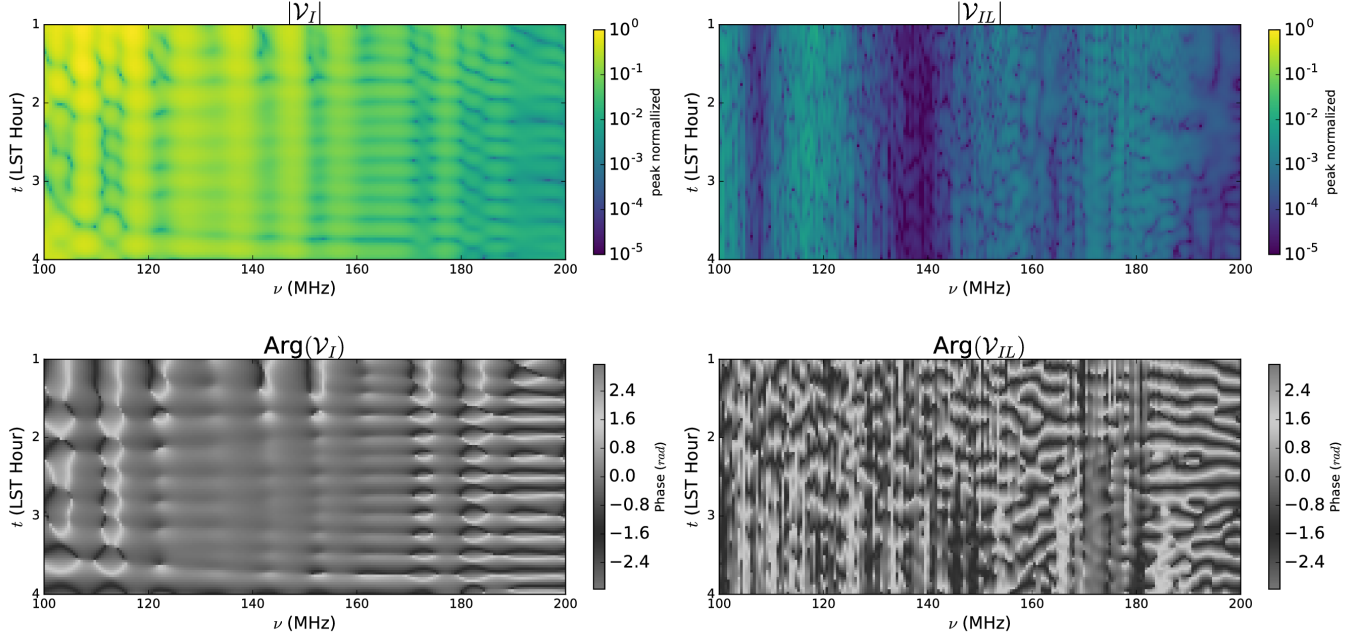 |𝒱_I|
1
2
3
4
t (LST Hour)
100 120 140 160 180 200
ν (MHz)
10^0
10^-1
10^-2
10^-3
10^-4
10^-5
peak normallized
|𝒱_IL|
1
2
3
4
t (LST Hour)
100 120 140 160 180 200
ν (MHz)
10^0
10^-1
10^-2
10^-3
10^-4
10^-5
peak normallized
Arg(𝒱_I)
1
2
3
4
t (LST Hour)
100 120 140 160 180 200
ν (MHz)
2.4
1.6
0.8
0.0
−0.8
−1.6
−2.4
Phase (rad)
Arg(𝒱_IL)
1
2
3
4
t (LST Hour)
100 120 140 160 180 200
ν (MHz)
2.4
1.6
0.8
0.0
−0.8
−1.6
−2.4
Phase (rad)